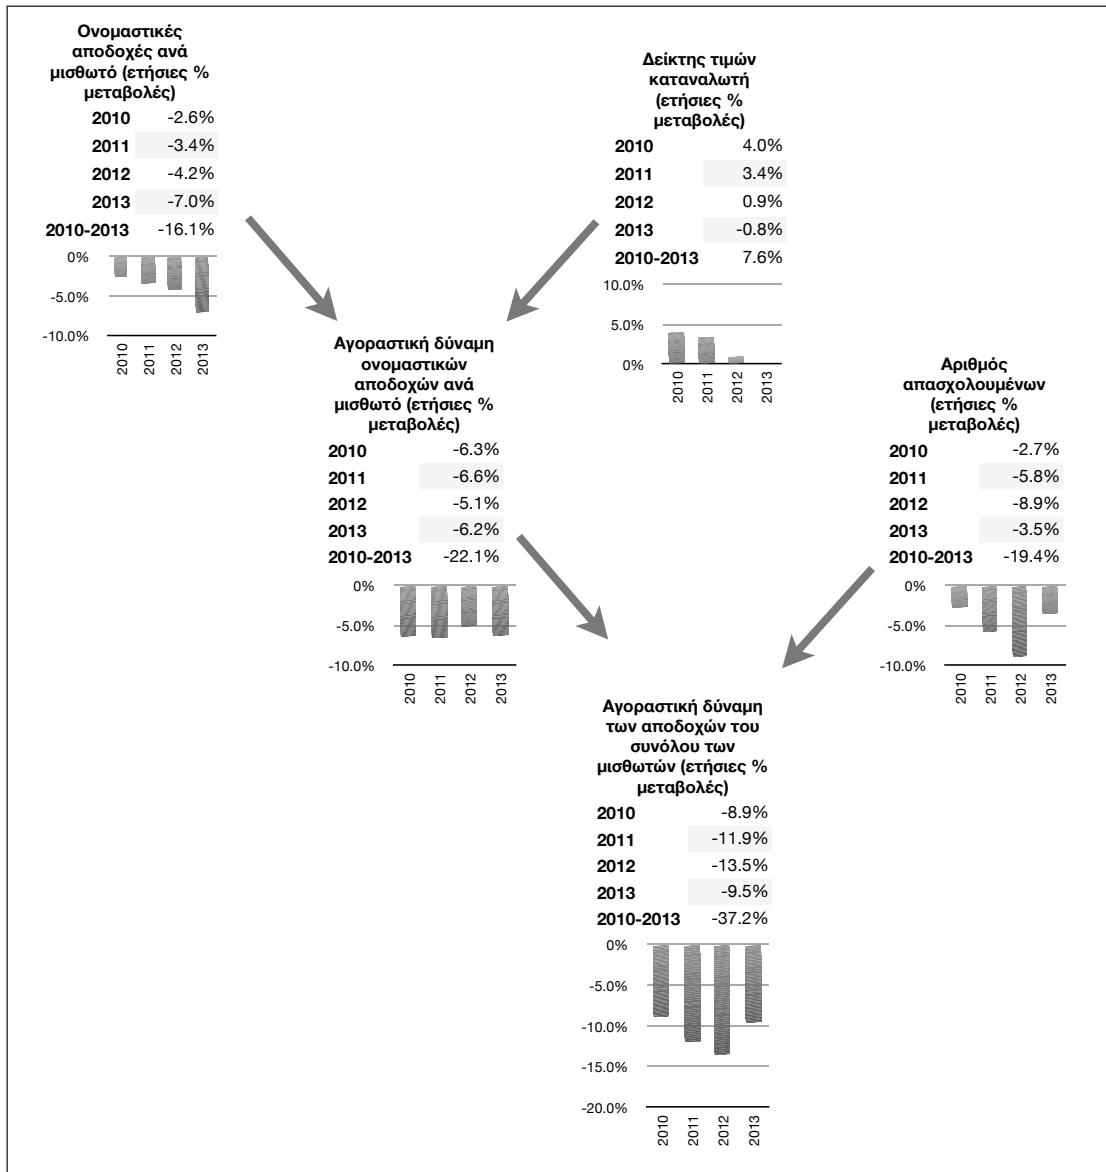 Ονομαστικές
αποδοχές ανά
μισθωτό (ετήσιες %
μεταβολές)
2010 -2.6%
2011 -3.4%
2012 -4.2%
2013 -7.0%
2010-2013 -16.1%
0%
-5.0%
-10.0%
2010 2011 2012 2013
Δείκτης τιμών
καταναλωτή
(ετήσιες %
μεταβολές)
2010 4.0%
2011 3.4%
2012 0.9%
2013 -0.8%
2010-2013 7.6%
10.0%
5.0%
0%
2010 2011 2012 2013
Αγοραστική δύναμη
ονομαστικών
αποδοχών ανά
μισθωτό (ετήσιες %
μεταβολές)
2010 -6.3%
2011 -6.6%
2012 -5.1%
2013 -6.2%
2010-2013 -22.1%
0%
-5.0%
-10.0%
2010 2011 2012 2013
Αριθμός
απασχολουμένων
(ετήσιες %
μεταβολές)
2010 -2.7%
2011 -5.8%
2012 -8.9%
2013 -3.5%
2010-2013 -19.4%
0%
-5.0%
-10.0%
2010 2011 2012 2013
Αγοραστική δύναμη
των αποδοχών του
συνόλου των
μισθωτών (ετήσιες %
μεταβολές)
2010 -8.9%
2011 -11.9%
2012 -13.5%
2013 -9.5%
2010-2013 -37.2%
0%
-5.0%
-10.0%
-15.0%
-20.0%
2010 2011 2012 2013